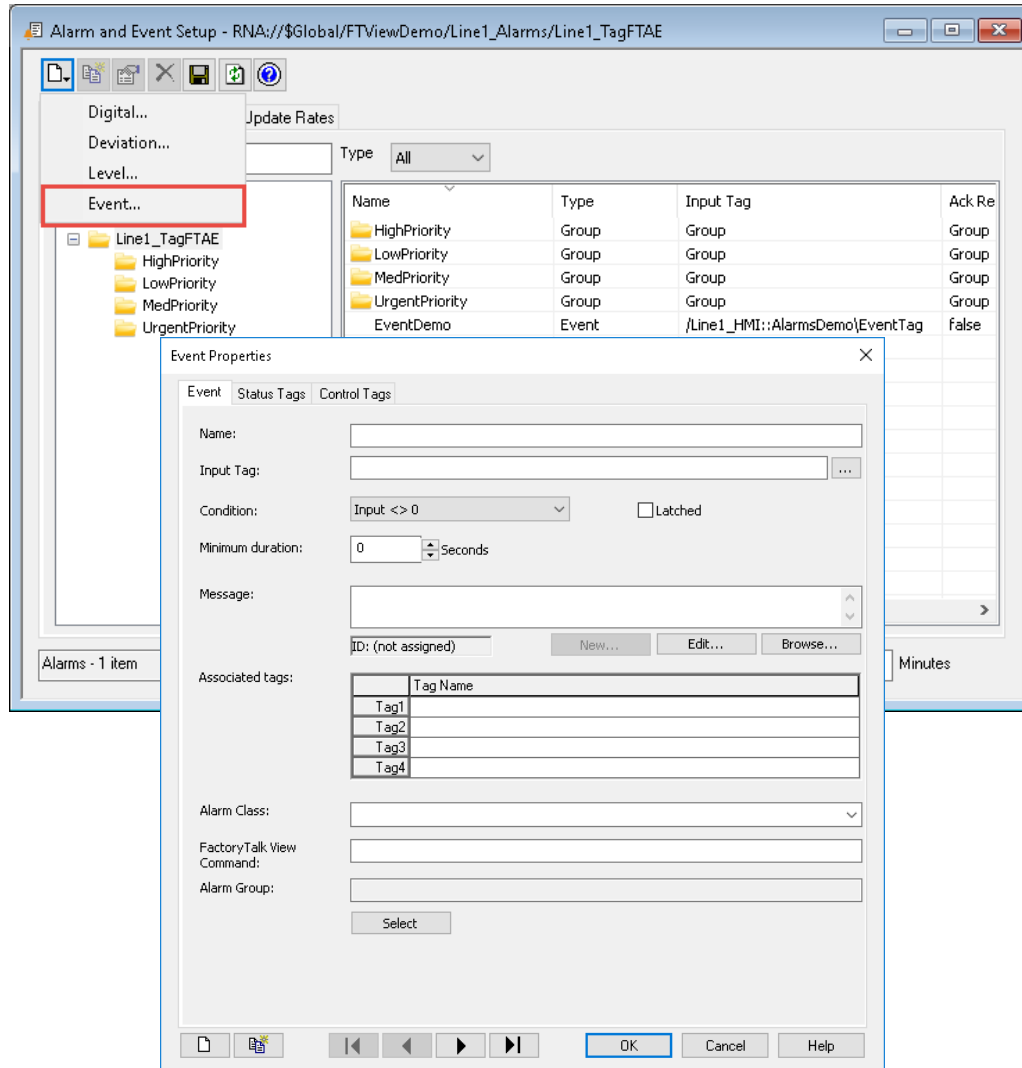 Alarm and Event Setup - RNA://$Global/FTViewDemo/Line1_Alarms/Line1_TagFTAE
Digital...
Deviation...
Level...
Event...
Update Rates
Type All
Name Type Input Tag Ack Re
Line1_TagFTAE
HighPriority
LowPriority
MedPriority
UrgentPriority
HighPriority Group Group Group
LowPriority Group Group Group
MedPriority Group Group Group
UrgentPriority Group Group Group
EventDemo Event /Line1_HMI::AlarmsDemo\EventTag false
Alarms - 1 item
Minutes
Event Properties
Event Status Tags Control Tags
Name:
Input Tag: ...
Condition: Input <> 0 Latched
Minimum duration: 0 Seconds
Message:
ID: (not assigned) New... Edit... Browse...
Associated tags:
Tag Name
Tag1
Tag2
Tag3
Tag4
Alarm Class:
FactoryTalk View
Command:
Alarm Group:
Select
OK Cancel Help